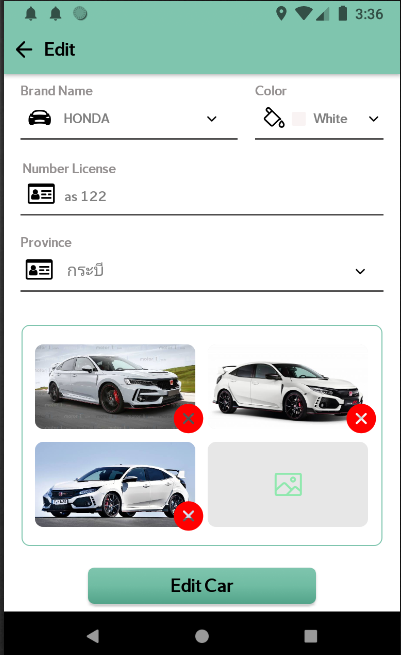 3:36
Edit
Brand Name
Color
HONDA
White
Number License
as 122
Province
กระบี่
Edit Car